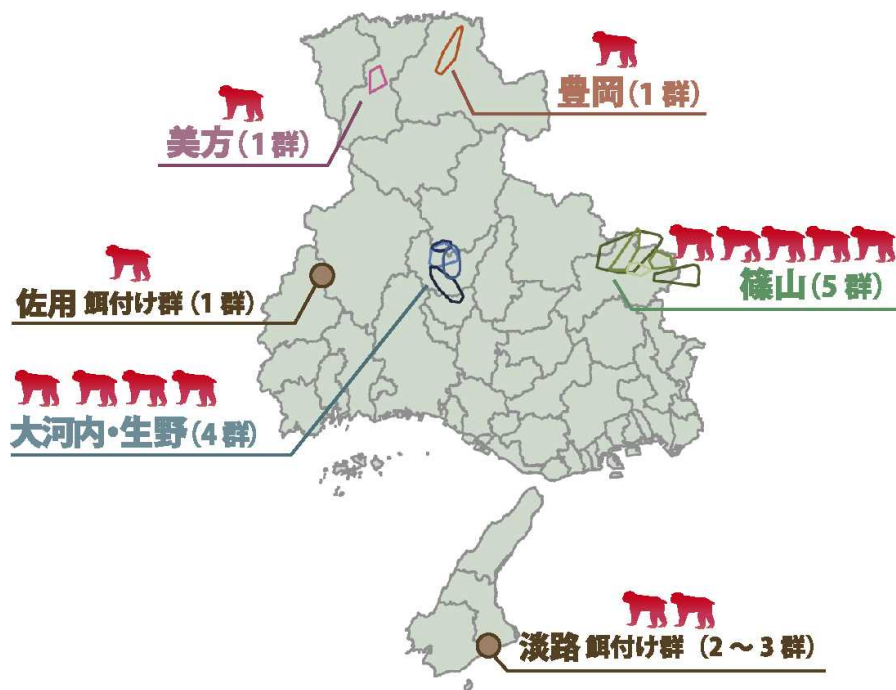 豊岡(1群)
美方(1群)
篠山(5群)
佐用 餌付け群(1群)
大河内・生野(4群)
淡路 餌付け群(2〜3群)